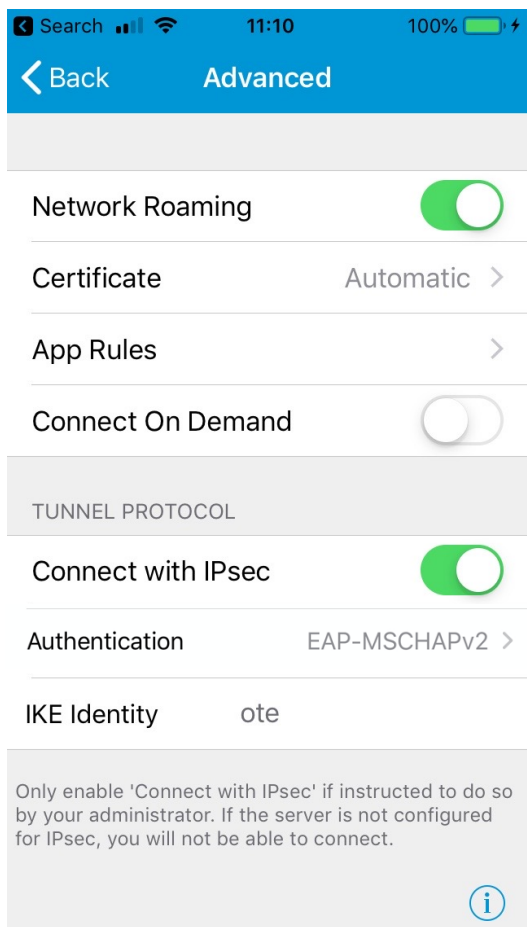 Search 11:10 100%
Back Advanced
Network Roaming
Certificate Automatic
App Rules
Connect On Demand
TUNNEL PROTOCOL
Connect with IPsec
Authentication EAP-MSCHAPv2
IKE Identity ote
Only enable 'Connect with IPsec' if instructed to do so
by your administrator. If the server is not configured
for IPsec, you will not be able to connect.
i